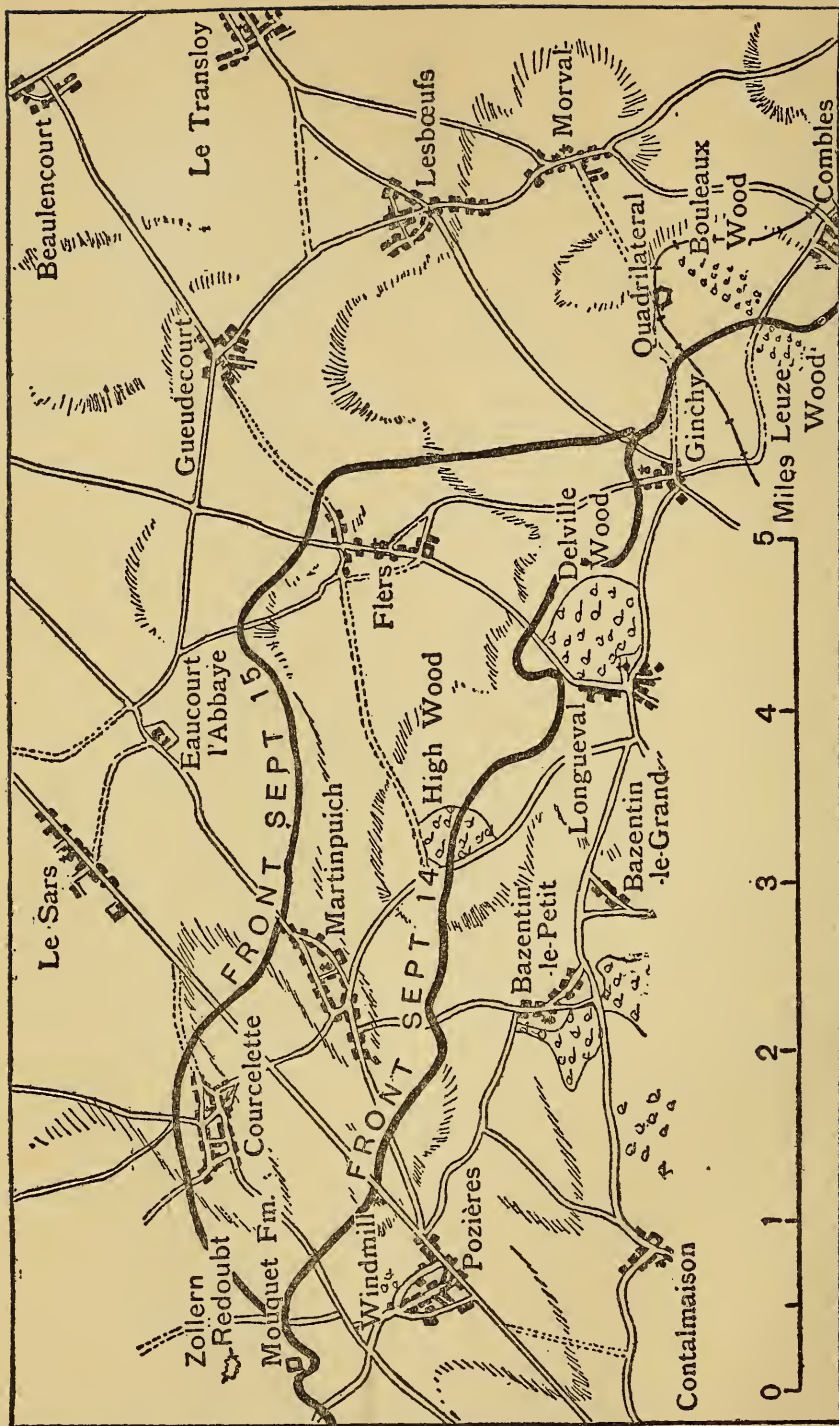 Beaulencourt
Le Transloy
Lesbœufs
Morval
Gueudecourt
Quadrilateral
Bouleaux
Wood
Combles
Leuze
Wood
Ginchy
Delville
Wood
Flers
Eaucourt
l'Abbaye
Le Sars
FRONT SEPT 15
High Wood
Longueval
Martinpuich
FRONT SEPT 14
Bazentin
-le-Grand
Bazentin
-le-Petit
Courcelette
Zollern
Redoubt
Mouquet Fm.
Windmill
Pozières
Contalmaison
0 1 2 3 4 5 Miles